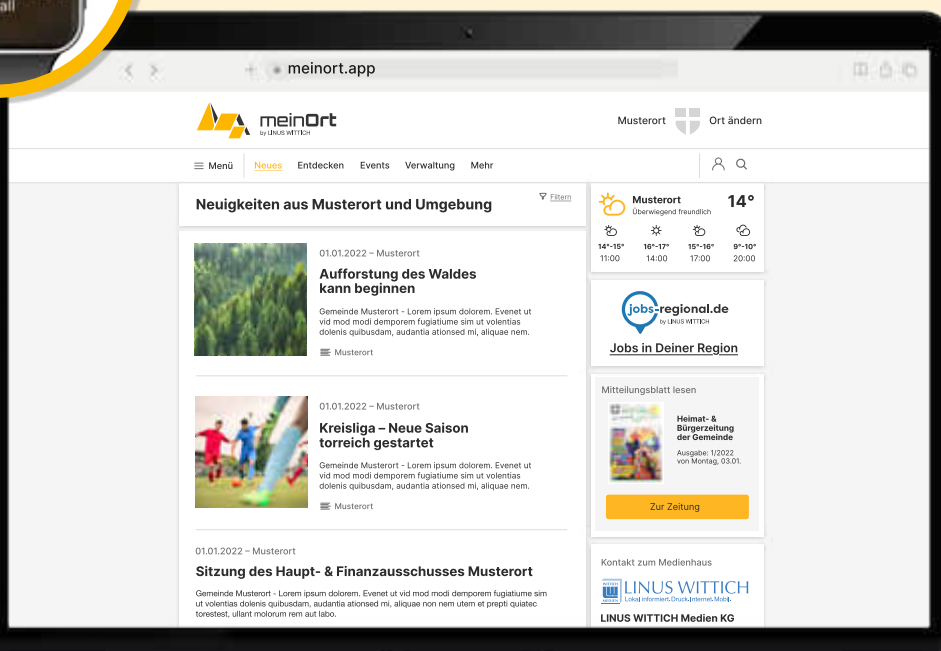 all
meinort.app
meinOrt
by LINUS WITTICH
Musterort
Ort ändern
Menü
Neues
Entdecken
Events
Verwaltung
Mehr
Neuigkeiten aus Musterort und Umgebung
Filtern
01.01.2022 – Musterort
Aufforstung des Waldes
kann beginnen
Gemeinde Musterort - Lorem ipsum dolorem. Evenet ut
vid mod modi demporem fugiatiume sim ut volentias
dolenis quibusdam, audantia ationsed mi, aliquae nem.
Musterort
01.01.2022 – Musterort
Kreisliga – Neue Saison
torreich gestartet
Gemeinde Musterort - Lorem ipsum dolorem. Evenet ut
vid mod modi demporem fugiatiume sim ut volentias
dolenis quibusdam, audantia ationsed mi, aliquae nem.
Musterort
01.01.2022 – Musterort
Sitzung des Haupt- & Finanzausschusses Musterort
Gemeinde Musterort - Lorem ipsum dolorem. Evenet ut vid mod modi demporem fugiatiume sim
ut volentias dolenis quibusdam, audantia ationsed mi, aliquae non nem utem et prepti quiatec
torestest, ullant molorum rem aut labo.
Musterort
Überwiegend freundlich
14°
14°-15° 16°-17° 15°-16° 9°-10°
11:00 14:00 17:00 20:00
jobs-regional.de
by LINUS WITTICH
Jobs in Deiner Region
Mitteilungsblatt lesen
Heimat- &
Bürgerzeitung
der Gemeinde
Ausgabe: 1/2022
von Montag, 03.01.
Zur Zeitung
Kontakt zum Medienhaus
LINUS WITTICH
Lokal informiert. Druck. Internet. Mobil.
LINUS WITTICH Medien KG